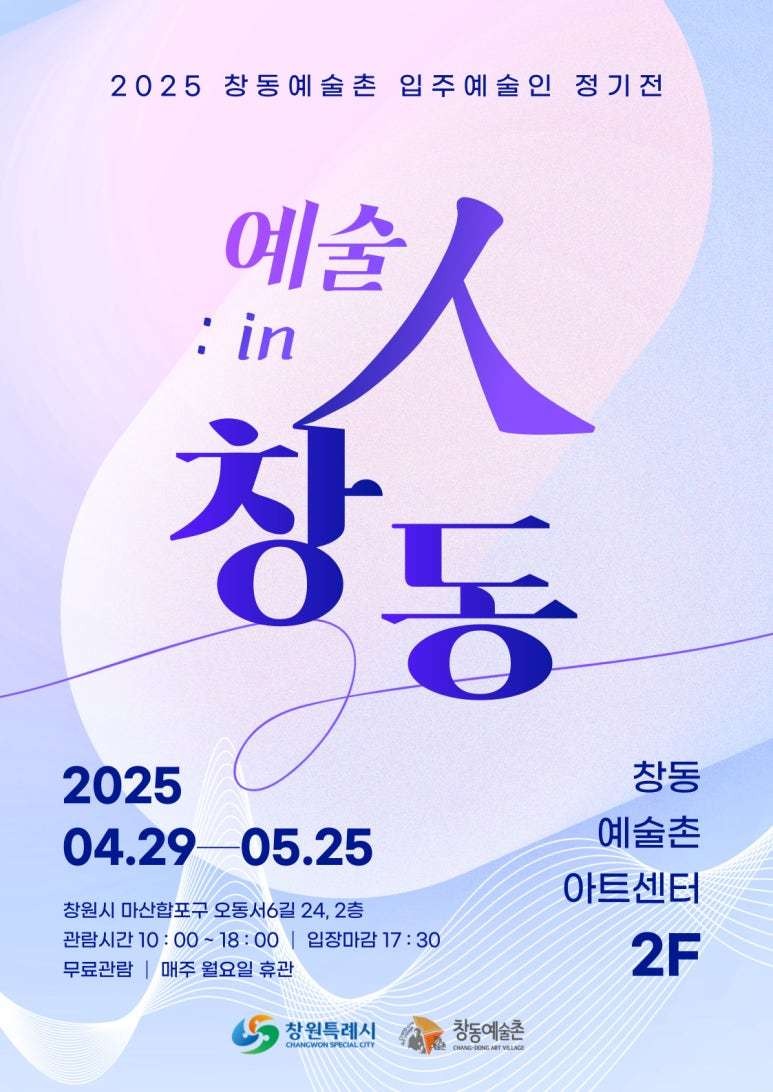 2025 창동예술촌 입주예술인 정기전
예술人
: in
창동
2025
04.29—05.25
창원시 마산합포구 오동서6길 24, 2층
관람시간 10 : 00 ~ 18 : 00 | 입장마감 17 : 30
무료관람 | 매주 월요일 휴관
창동
예술촌
아트센터
2F
창원특례시
CHANGWON SPECIAL CITY
창동예술촌
CHANG-DONG ART VILLAGE